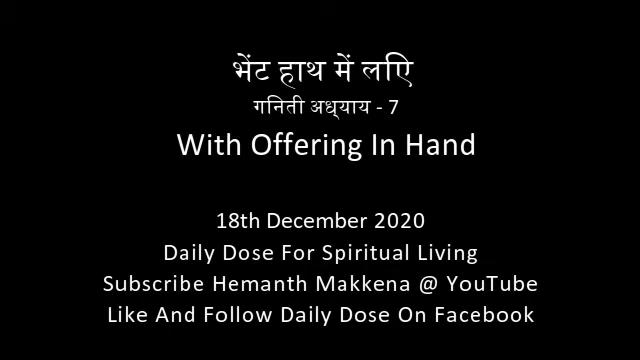 भेंट हाथ में लिए
गिनती अध्याय - 7
With Offering In Hand
18th December 2020
Daily Dose For Spiritual Living
Subscribe Hemanth Makkena @ YouTube
Like And Follow Daily Dose On Facebook